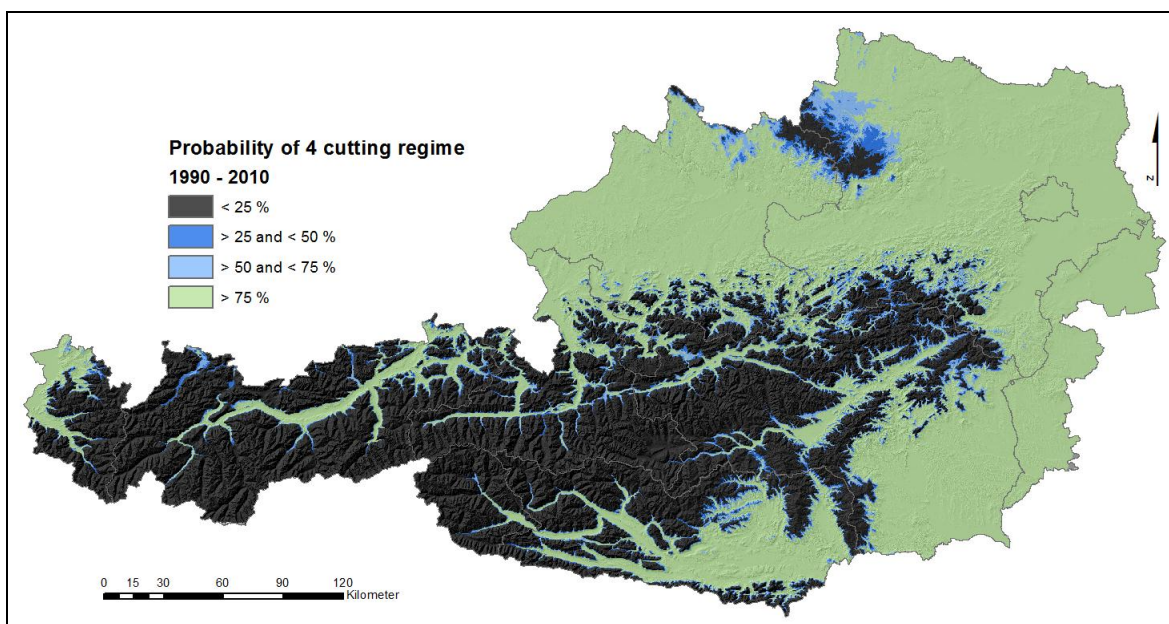 Probability of 4 cutting regime
1990 - 2010
< 25 %
> 25 and < 50 %
> 50 and < 75 %
> 75 %
N
0 15 30 60 90 120
Kilometer